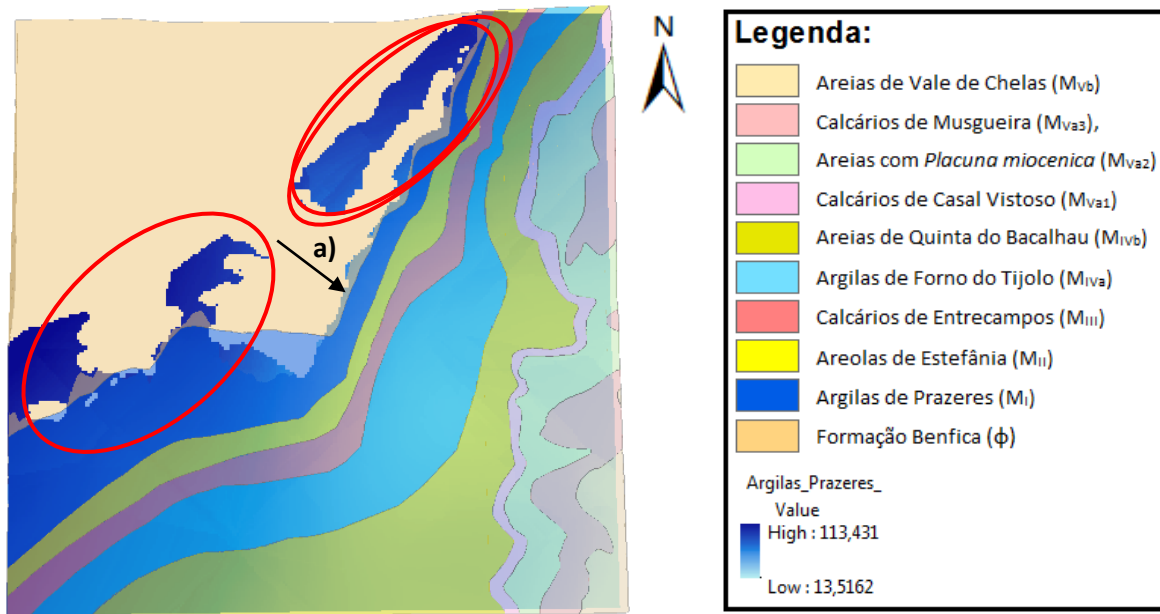 a)
N
Legenda:
Areias de Vale de Chelas (MVb)
Calcários de Musgueira (MVa3),
Areias com Placuna miocenica (MVa2)
Calcários de Casal Vistoso (MVa1)
Areias de Quinta do Bacalhau (MIVb)
Argilas de Forno do Tijolo (MIVa)
Calcários de Entrecampos (MIII)
Areolas de Estefânia (MII)
Argilas de Prazeres (MI)
Formação Benfica (ɸ)
Argilas_Prazeres_
Value
High : 113,431
Low : 13,5162